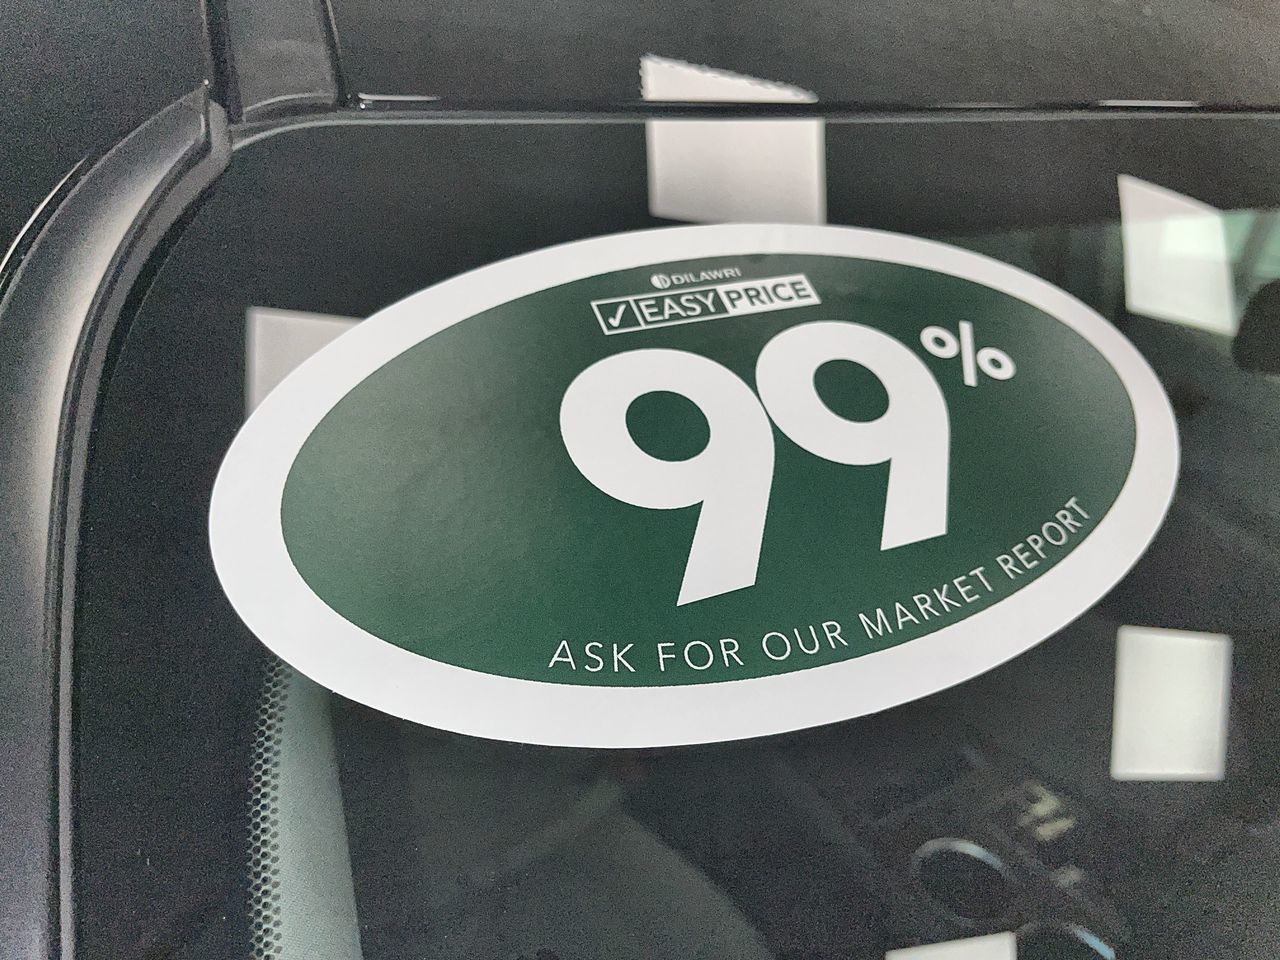 DILAWRI
✓ EASY PRICE
99%
ASK FOR OUR MARKET REPORT